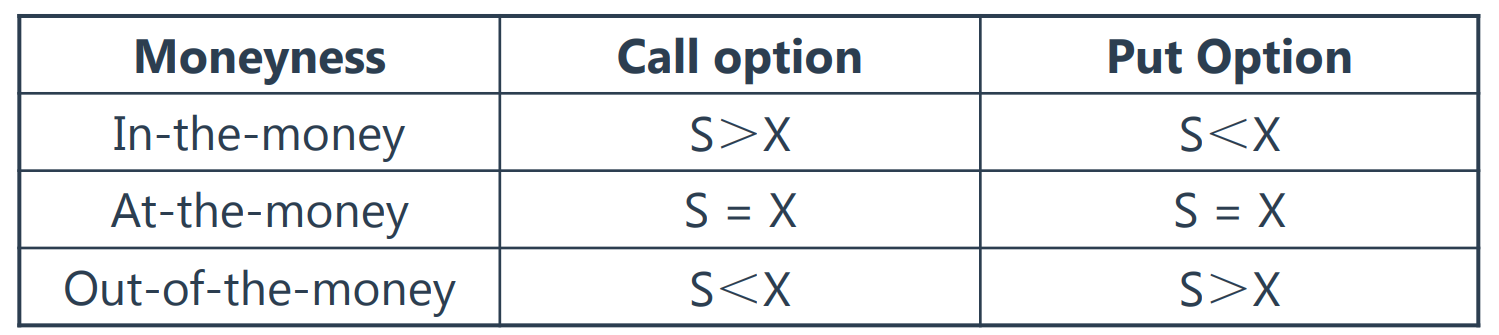 Moneyness Call option Put Option
In-the-money S＞X S＜X
At-the-money S = X S = X
Out-of-the-money S＜X S＞X